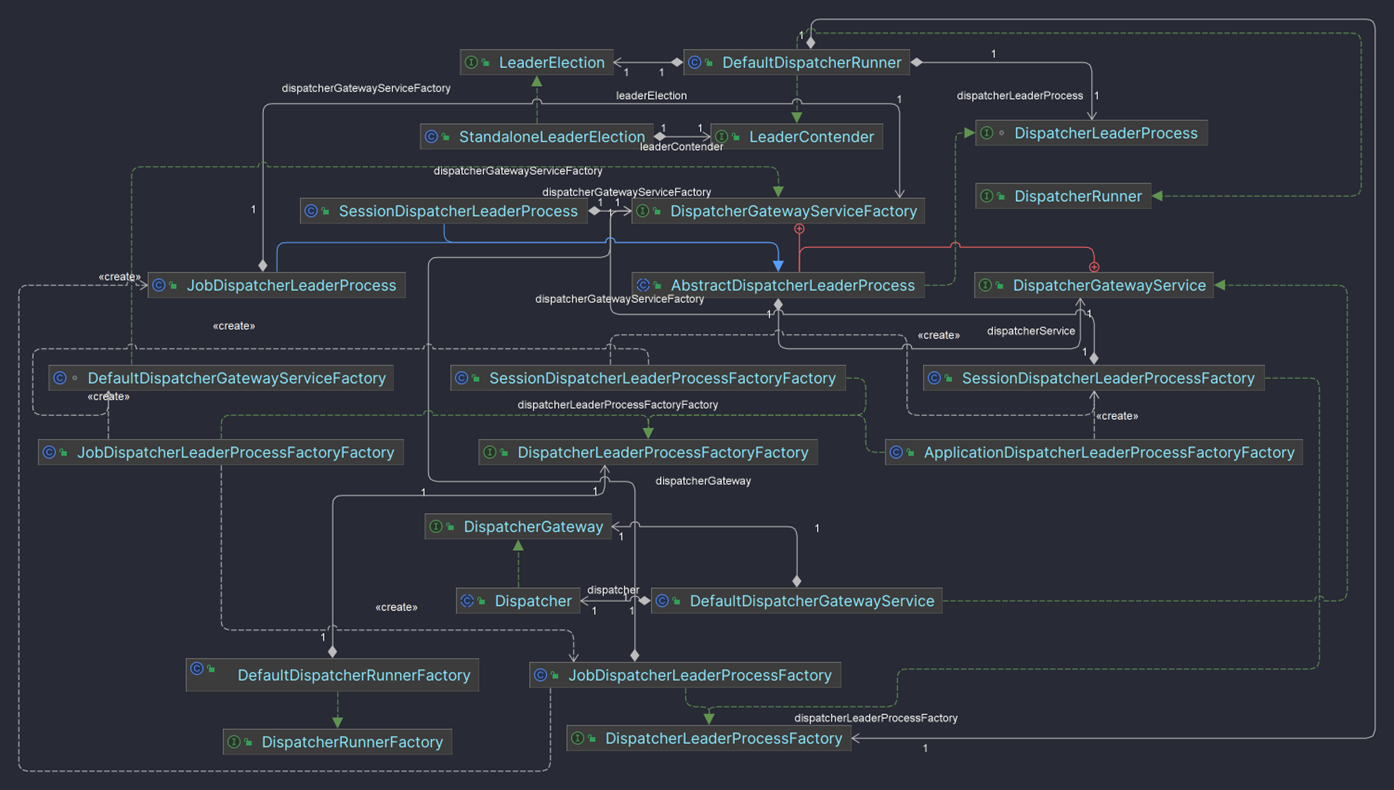 1
LeaderElection
1
1
DefaultDispatcherRunner
1
dispatcherGatewayServiceFactory
leaderElection
1
dispatcherLeaderProcess
1
StandaloneLeaderElection
1
1
LeaderContender
leaderContender
DispatcherLeaderProcess
dispatcherGatewayServiceFactory
dispatcherGatewayServiceFactory
DispatcherRunner
1
SessionDispatcherLeaderProcess
1
1
DispatcherGatewayServiceFactory
«create»
JobDispatcherLeaderProcess
AbstractDispatcherLeaderProcess
DispatcherGatewayService
dispatcherGatewayServiceFactory
1
1
«create»
dispatcherService
«create»
1
DefaultDispatcherGatewayServiceFactory
SessionDispatcherLeaderProcessFactoryFactory
SessionDispatcherLeaderProcessFactory
«create»
dispatcherLeaderProcessFactoryFactory
«create»
JobDispatcherLeaderProcessFactoryFactory
DispatcherLeaderProcessFactoryFactory
ApplicationDispatcherLeaderProcessFactoryFactory
dispatcherGateway
1
1
DispatcherGateway
1
1
dispatcher
Dispatcher
1
1
1
DefaultDispatcherGatewayService
«create»
1
DefaultDispatcherRunnerFactory
JobDispatcherLeaderProcessFactory
dispatcherLeaderProcessFactory
DispatcherRunnerFactory
DispatcherLeaderProcessFactory
1